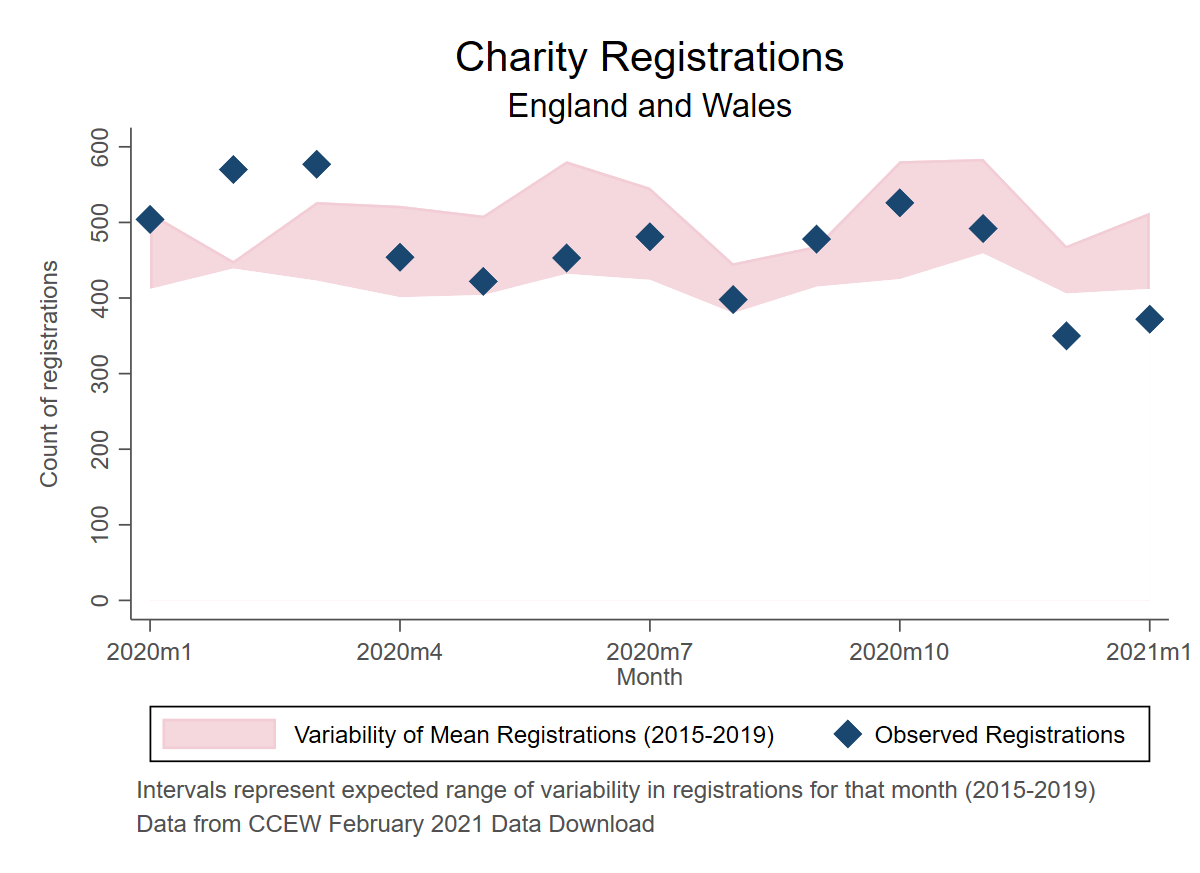 Charity Registrations
England and Wales
Count of registrations
600
500
400
300
200
100
0
2020m1 2020m4 2020m7 2020m10 2021m1
Month
Variability of Mean Registrations (2015-2019) Observed Registrations
Intervals represent expected range of variability in registrations for that month (2015-2019)
Data from CCEW February 2021 Data Download